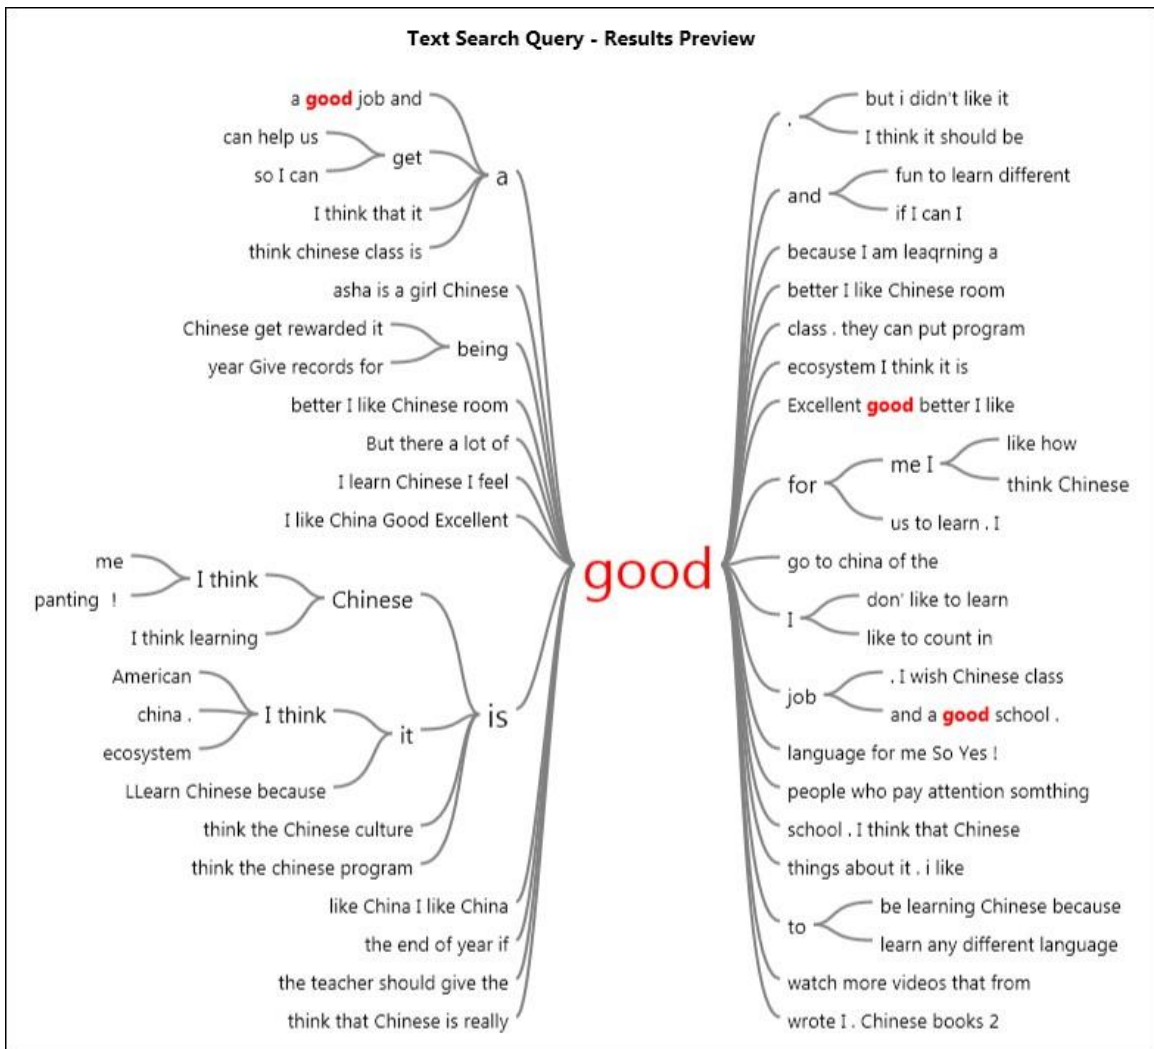 Text Search Query - Results Preview
a good job and
can help us
get
so I can
a
I think that it
think chinese class is
asha is a girl Chinese
Chinese get rewarded it
being
year Give records for
better I like Chinese room
But there a lot of
I learn Chinese I feel
I like China Good Excellent
me
I think
panting !
Chinese
I think learning
American
china .
I think
it
is
ecosystem
LLearn Chinese because
think the Chinese culture
think the chinese program
like China I like China
the end of year if
the teacher should give the
think that Chinese is really
good
.
but i didn't like it
I think it should be
and
fun to learn different
if I can I
because I am leaqrning a
better I like Chinese room
class . they can put program
ecosystem I think it is
Excellent good better I like
for
me I
like how
think Chinese
us to learn . I
go to china of the
I
don' like to learn
like to count in
job
. I wish Chinese class
and a good school .
language for me So Yes !
people who pay attention somthing
school . I think that Chinese
things about it . i like
to
be learning Chinese because
learn any different language
watch more videos that from
wrote I . Chinese books 2